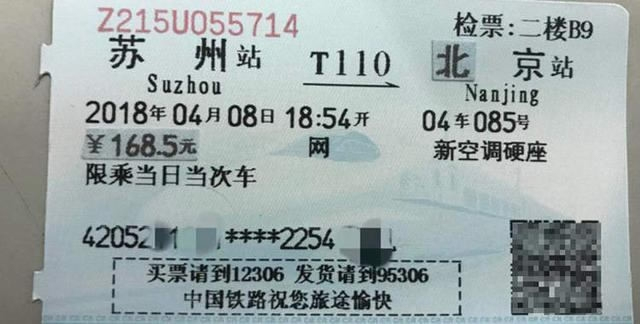 Z215U055714 检票:二楼B9
苏州站 T110 北京站
Suzhou Nanjing
2018年04月08日18:54开 04车085号
¥168.5元 网 新空调硬座
限乘当日当次车
42052 ****2254
买票请到12306 发货请到95306
中国铁路祝您旅途愉快